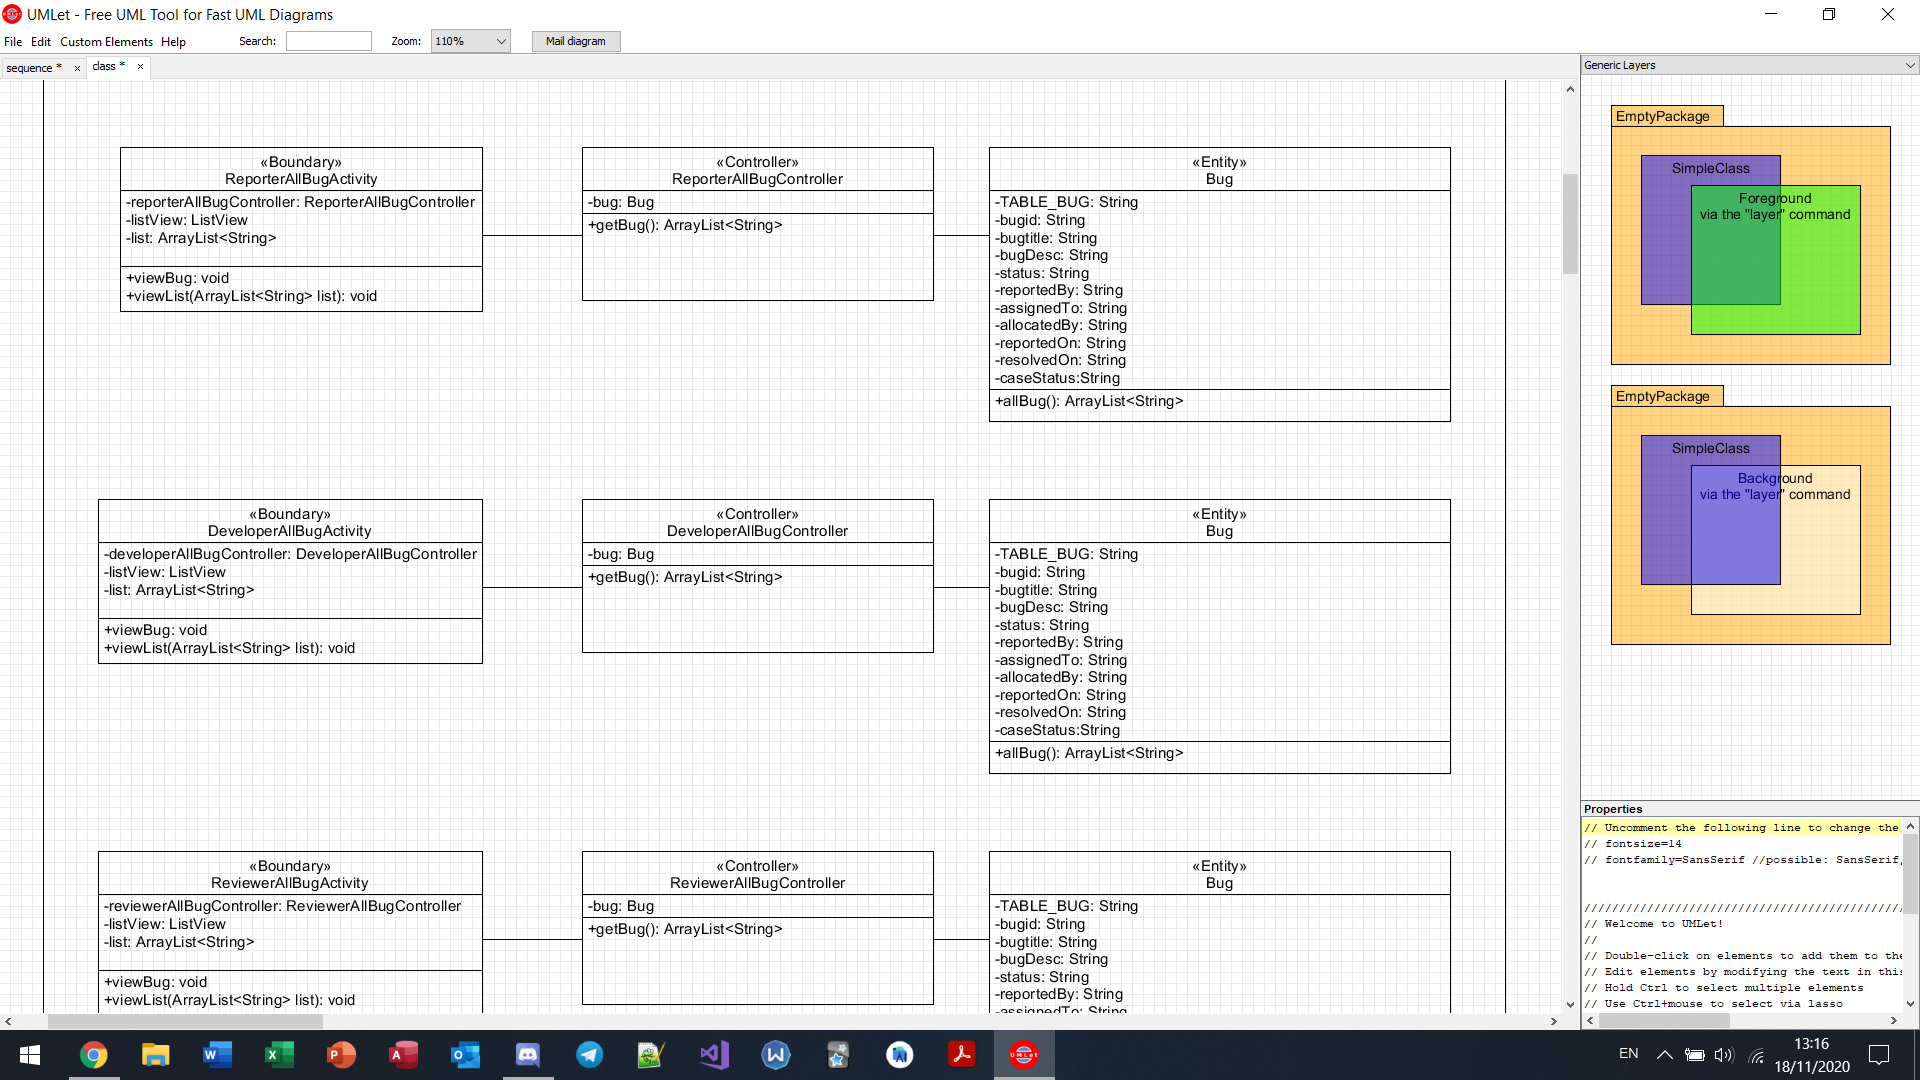 UMLet - Free UML Tool for Fast UML Diagrams
File Edit Custom Elements Help Search: Zoom: 110% Mail diagram
sequence * × class * ×
«Boundary»
ReporterAllBugActivity
-reporterAllBugController: ReporterAllBugController
-listView: ListView
-list: ArrayList<String>
+viewBug: void
+viewList(ArrayList<String> list): void
«Controller»
ReporterAllBugController
-bug: Bug
+getBug(): ArrayList<String>
«Entity»
Bug
-TABLE_BUG: String
-bugid: String
-bugtitle: String
-bugDesc: String
-status: String
-reportedBy: String
-assignedTo: String
-allocatedBy: String
-reportedOn: String
-resolvedOn: String
-caseStatus:String
+allBug(): ArrayList<String>
«Boundary»
DeveloperAllBugActivity
-developerAllBugController: DeveloperAllBugController
-listView: ListView
-list: ArrayList<String>
+viewBug: void
+viewList(ArrayList<String> list): void
«Controller»
DeveloperAllBugController
-bug: Bug
+getBug(): ArrayList<String>
«Entity»
Bug
-TABLE_BUG: String
-bugid: String
-bugtitle: String
-bugDesc: String
-status: String
-reportedBy: String
-assignedTo: String
-allocatedBy: String
-reportedOn: String
-resolvedOn: String
-caseStatus:String
+allBug(): ArrayList<String>
«Boundary»
ReviewerAllBugActivity
-reviewerAllBugController: ReviewerAllBugController
-listView: ListView
-list: ArrayList<String>
+viewBug: void
+viewList(ArrayList<String> list): void
«Controller»
ReviewerAllBugController
-bug: Bug
+getBug(): ArrayList<String>
«Entity»
Bug
-TABLE_BUG: String
-bugid: String
-bugtitle: String
-bugDesc: String
-status: String
-reportedBy: String
-assignedTo: String
Generic Layers
EmptyPackage
SimpleClass
Foreground
via the "layer" command
EmptyPackage
SimpleClass
Background
via the "layer" command
Properties
// Uncomment the following line to change the
// fontsize=14
// fontfamily=SansSerif //possible: SansSerif,
//////////////////////////////////////////////
// Welcome to UMLet!
//
// Double-click on elements to add them to the
// Edit elements by modifying the text in this
// Hold Ctrl to select multiple elements
// Use Ctrl+mouse to select via lasso
EN
13:16
18/11/2020